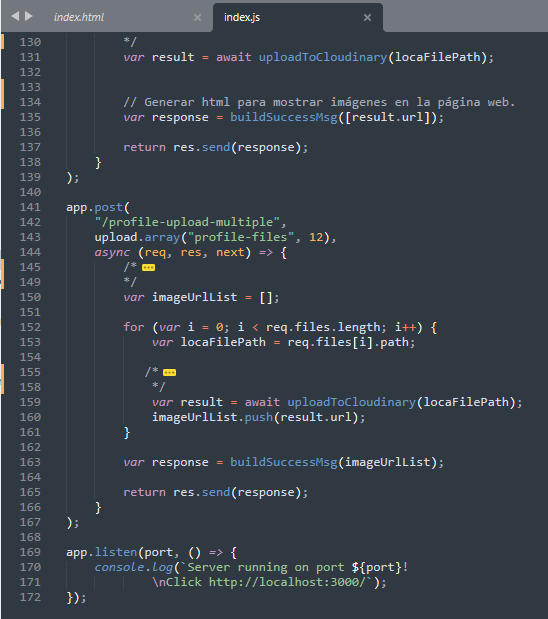 index.html × index.js ×
130 */
131 var result = await uploadToCloudinary(locaFilePath);
132
133
134 // Generar html para mostrar imágenes en la página web.
135 var response = buildSuccessMsg([result.url]);
136
137 return res.send(response);
138 }
139 );
140
141 app.post(
142 "/profile-upload-multiple",
143 upload.array("profile-files", 12),
144 async (req, res, next) => {
145 /*
149 */
150 var imageUrlList = [];
151
152 for (var i = 0; i < req.files.length; i++) {
153 var locaFilePath = req.files[i].path;
154
155 /*
158 */
159 var result = await uploadToCloudinary(locaFilePath);
160 imageUrlList.push(result.url);
161 }
162
163 var response = buildSuccessMsg(imageUrlList);
164
165 return res.send(response);
166 }
167 );
168
169 app.listen(port, () => {
170 console.log(`Server running on port ${port}!
171 \nClick http://localhost:3000/`);
172 });